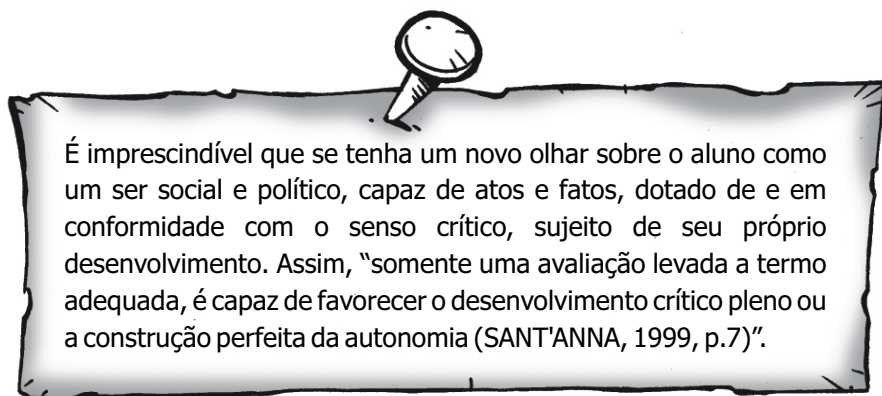 É imprescindível que se tenha um novo olhar sobre o aluno como
um ser social e político, capaz de atos e fatos, dotado de e em
conformidade com o senso crítico, sujeito de seu próprio
desenvolvimento. Assim, “somente uma avaliação levada a termo
adequada, é capaz de favorecer o desenvolvimento crítico pleno ou
a construção perfeita da autonomia (SANT'ANNA, 1999, p.7)”.